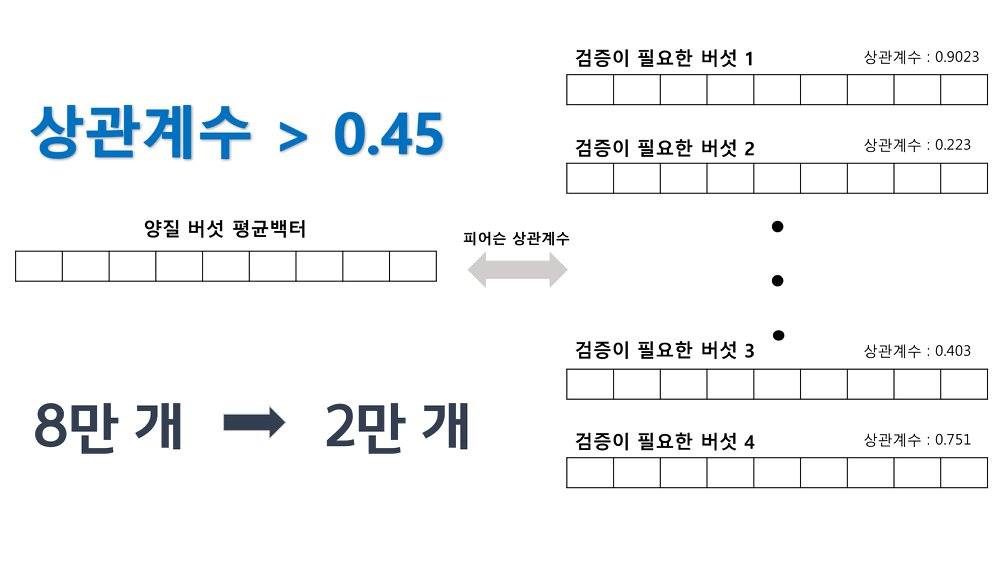 상관계수 > 0.45
양질 버섯 평균백터
8만 개
2만 개
피어슨 상관계수
검증이 필요한 버섯 1
상관계수 : 0.9023
검증이 필요한 버섯 2
상관계수 : 0.223
검증이 필요한 버섯 3
상관계수 : 0.403
검증이 필요한 버섯 4
상관계수 : 0.751